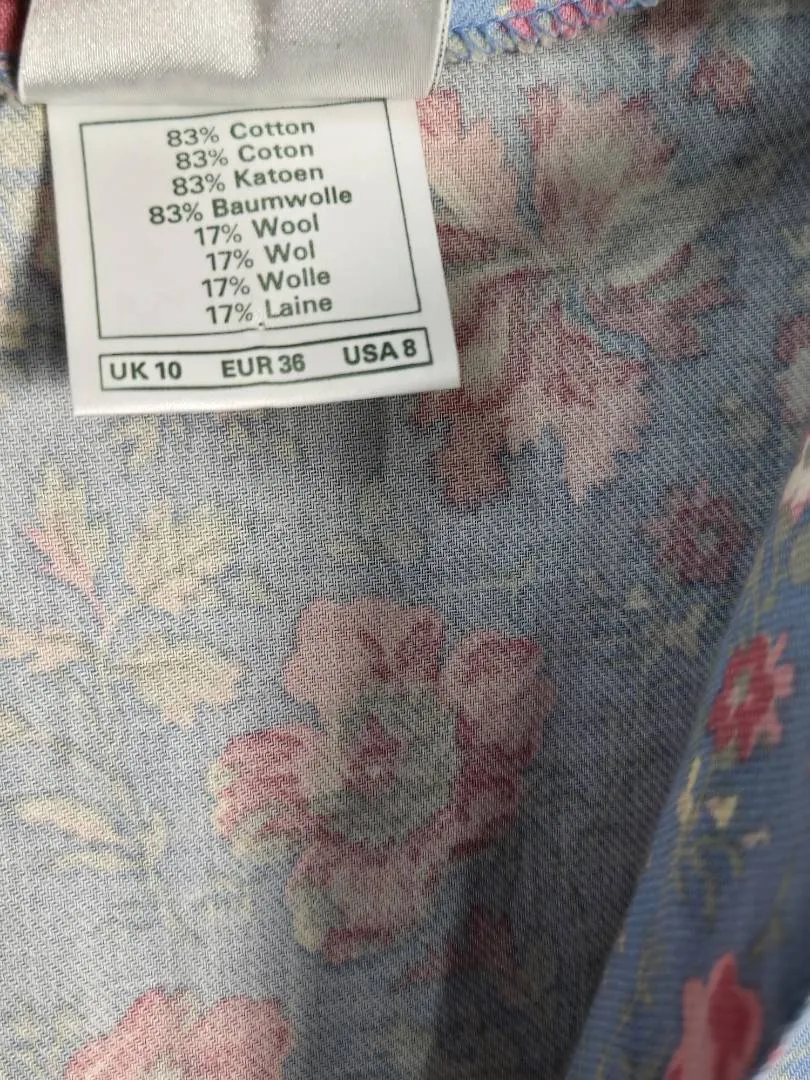 83% Cotton
83% Coton
83% Katoen
83% Baumwolle
17% Wool
17% Wol
17% Wolle
17% Laine
UK 10 EUR 36 USA 8